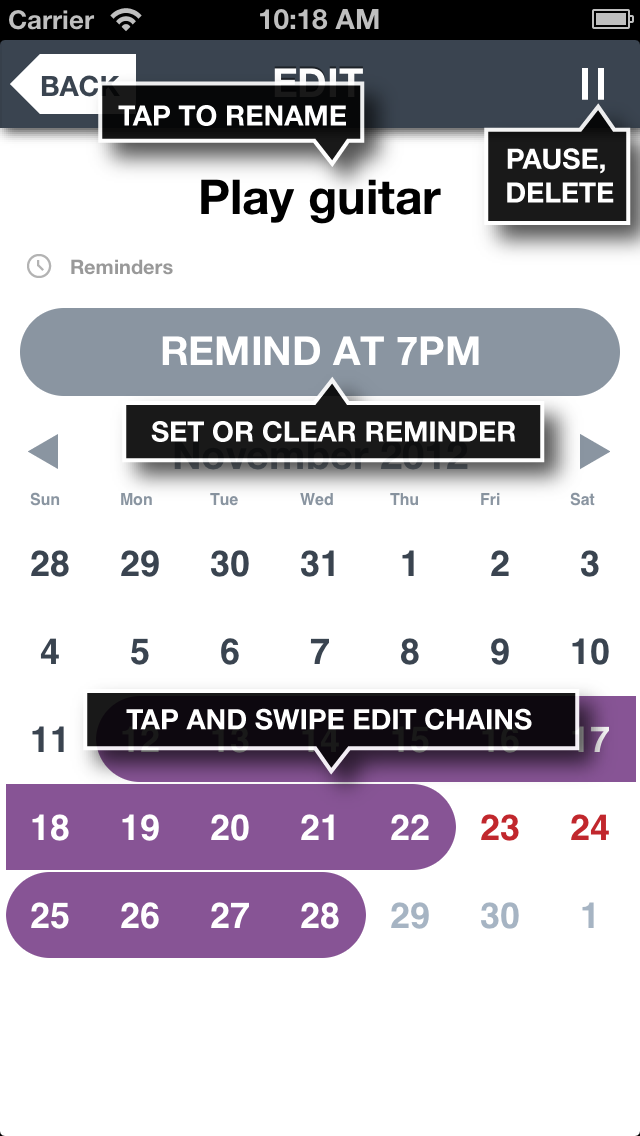 Carrier 10:18 AM
BACK EDIT
TAP TO RENAME
PAUSE,
DELETE
Play guitar
Reminders
REMIND AT 7PM
SET OR CLEAR REMINDER
November 2012
Sun Mon Tue Wed Thu Fri Sat
28 29 30 31 1 2 3
4 5 6 7 8 9 10
TAP AND SWIPE EDIT CHAINS
11 12 13 14 15 16 17
18 19 20 21 22 23 24
25 26 27 28 29 30 1